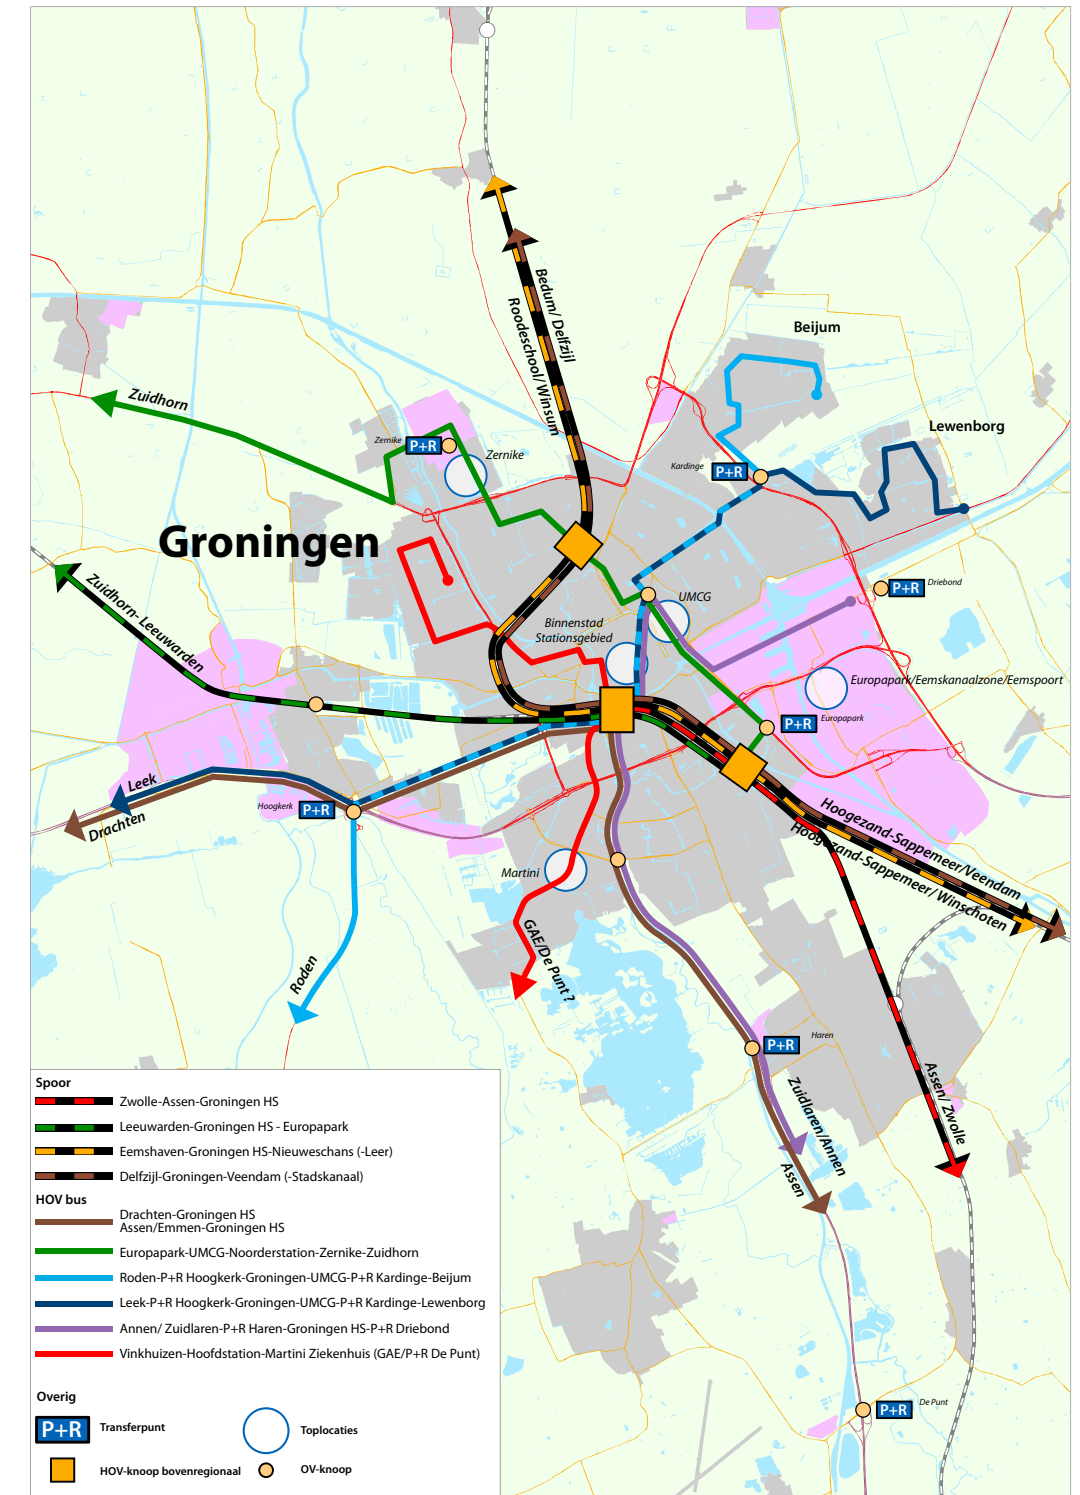 Bedum/ Delfzijl
Roodeschool/ Winsum
Beijum
Zuidhorn
Lewenborg
Zernike
P+R
Zernike
Kardinge
P+R
Groningen
Zuidhorn- Leeuwarden
P+R
Driebond
UMCG
Binnenstad
Stationsgebied
Europapark/Eemskanaalzone/Eemspoort
P+R
Europapark
Leek
Drachten
Hoogkerk
P+R
Hoogezand-Sappemeer/Veendam
Hoogezand-Sappemeer/ Winschoten
Martini
GAE/De Punt ?
Roden
P+R
Haren
Zuidlaren/Annen
Assen
Assen/ Zwolle
P+R
De Punt
Spoor
Zwolle-Assen-Groningen HS
Leeuwarden-Groningen HS - Europapark
Eemshaven-Groningen HS-Nieuweschans (-Leer)
Delfzijl-Groningen-Veendam (-Stadskanaal)
HOV bus
Drachten-Groningen HS
Assen/Emmen-Groningen HS
Europapark-UMCG-Noorderstation-Zernike-Zuidhorn
Roden-P+R Hoogkerk-Groningen-UMCG-P+R Kardinge-Beijum
Leek-P+R Hoogkerk-Groningen-UMCG-P+R Kardinge-Lewenborg
Annen/ Zuidlaren-P+R Haren-Groningen HS-P+R Driebond
Vinkhuizen-Hoofdstation-Martini Ziekenhuis (GAE/P+R De Punt)
Overig
P+R
Transferpunt
Toplocaties
HOV-knoop bovenregionaal
OV-knoop